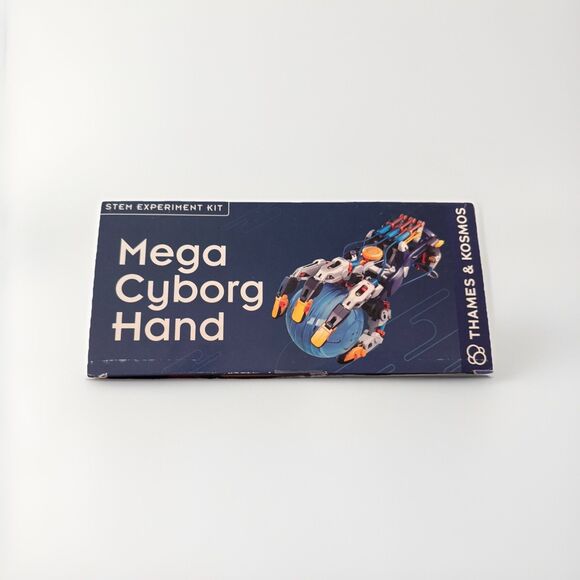 STEM EXPERIMENT KIT
Mega
Cyborg
Hand
THAMES & KOSMOS